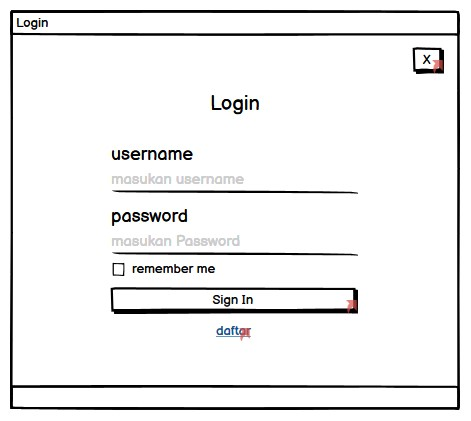 Login
X
Login
username
masukan username
password
masukan Password
remember me
Sign In
daftar